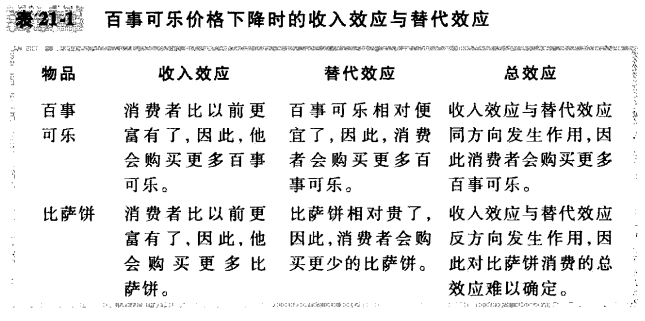 表 21-1 百事可乐价格下降时的收入效应与替代效应
物品 收入效应 替代效应 总效应
百事 消费者比以前更 百事可乐相对便 收入效应与替代效应
可乐 富有了,因此,他 宜了,因此,消费 同方向发生作用,因
会购买更多百事 者会购买更多百 此消费者会购买更多
可乐。 事可乐。 百事可乐。
比萨饼 消费者比以前更 比萨饼相对贵了, 收入效应与替代效应
富有了,因此,他 因此,消费者会购 反方向发生作用,因
会购买更多比 买更少的比萨饼。 此对比萨饼消费的总
萨饼。 效应难以确定。